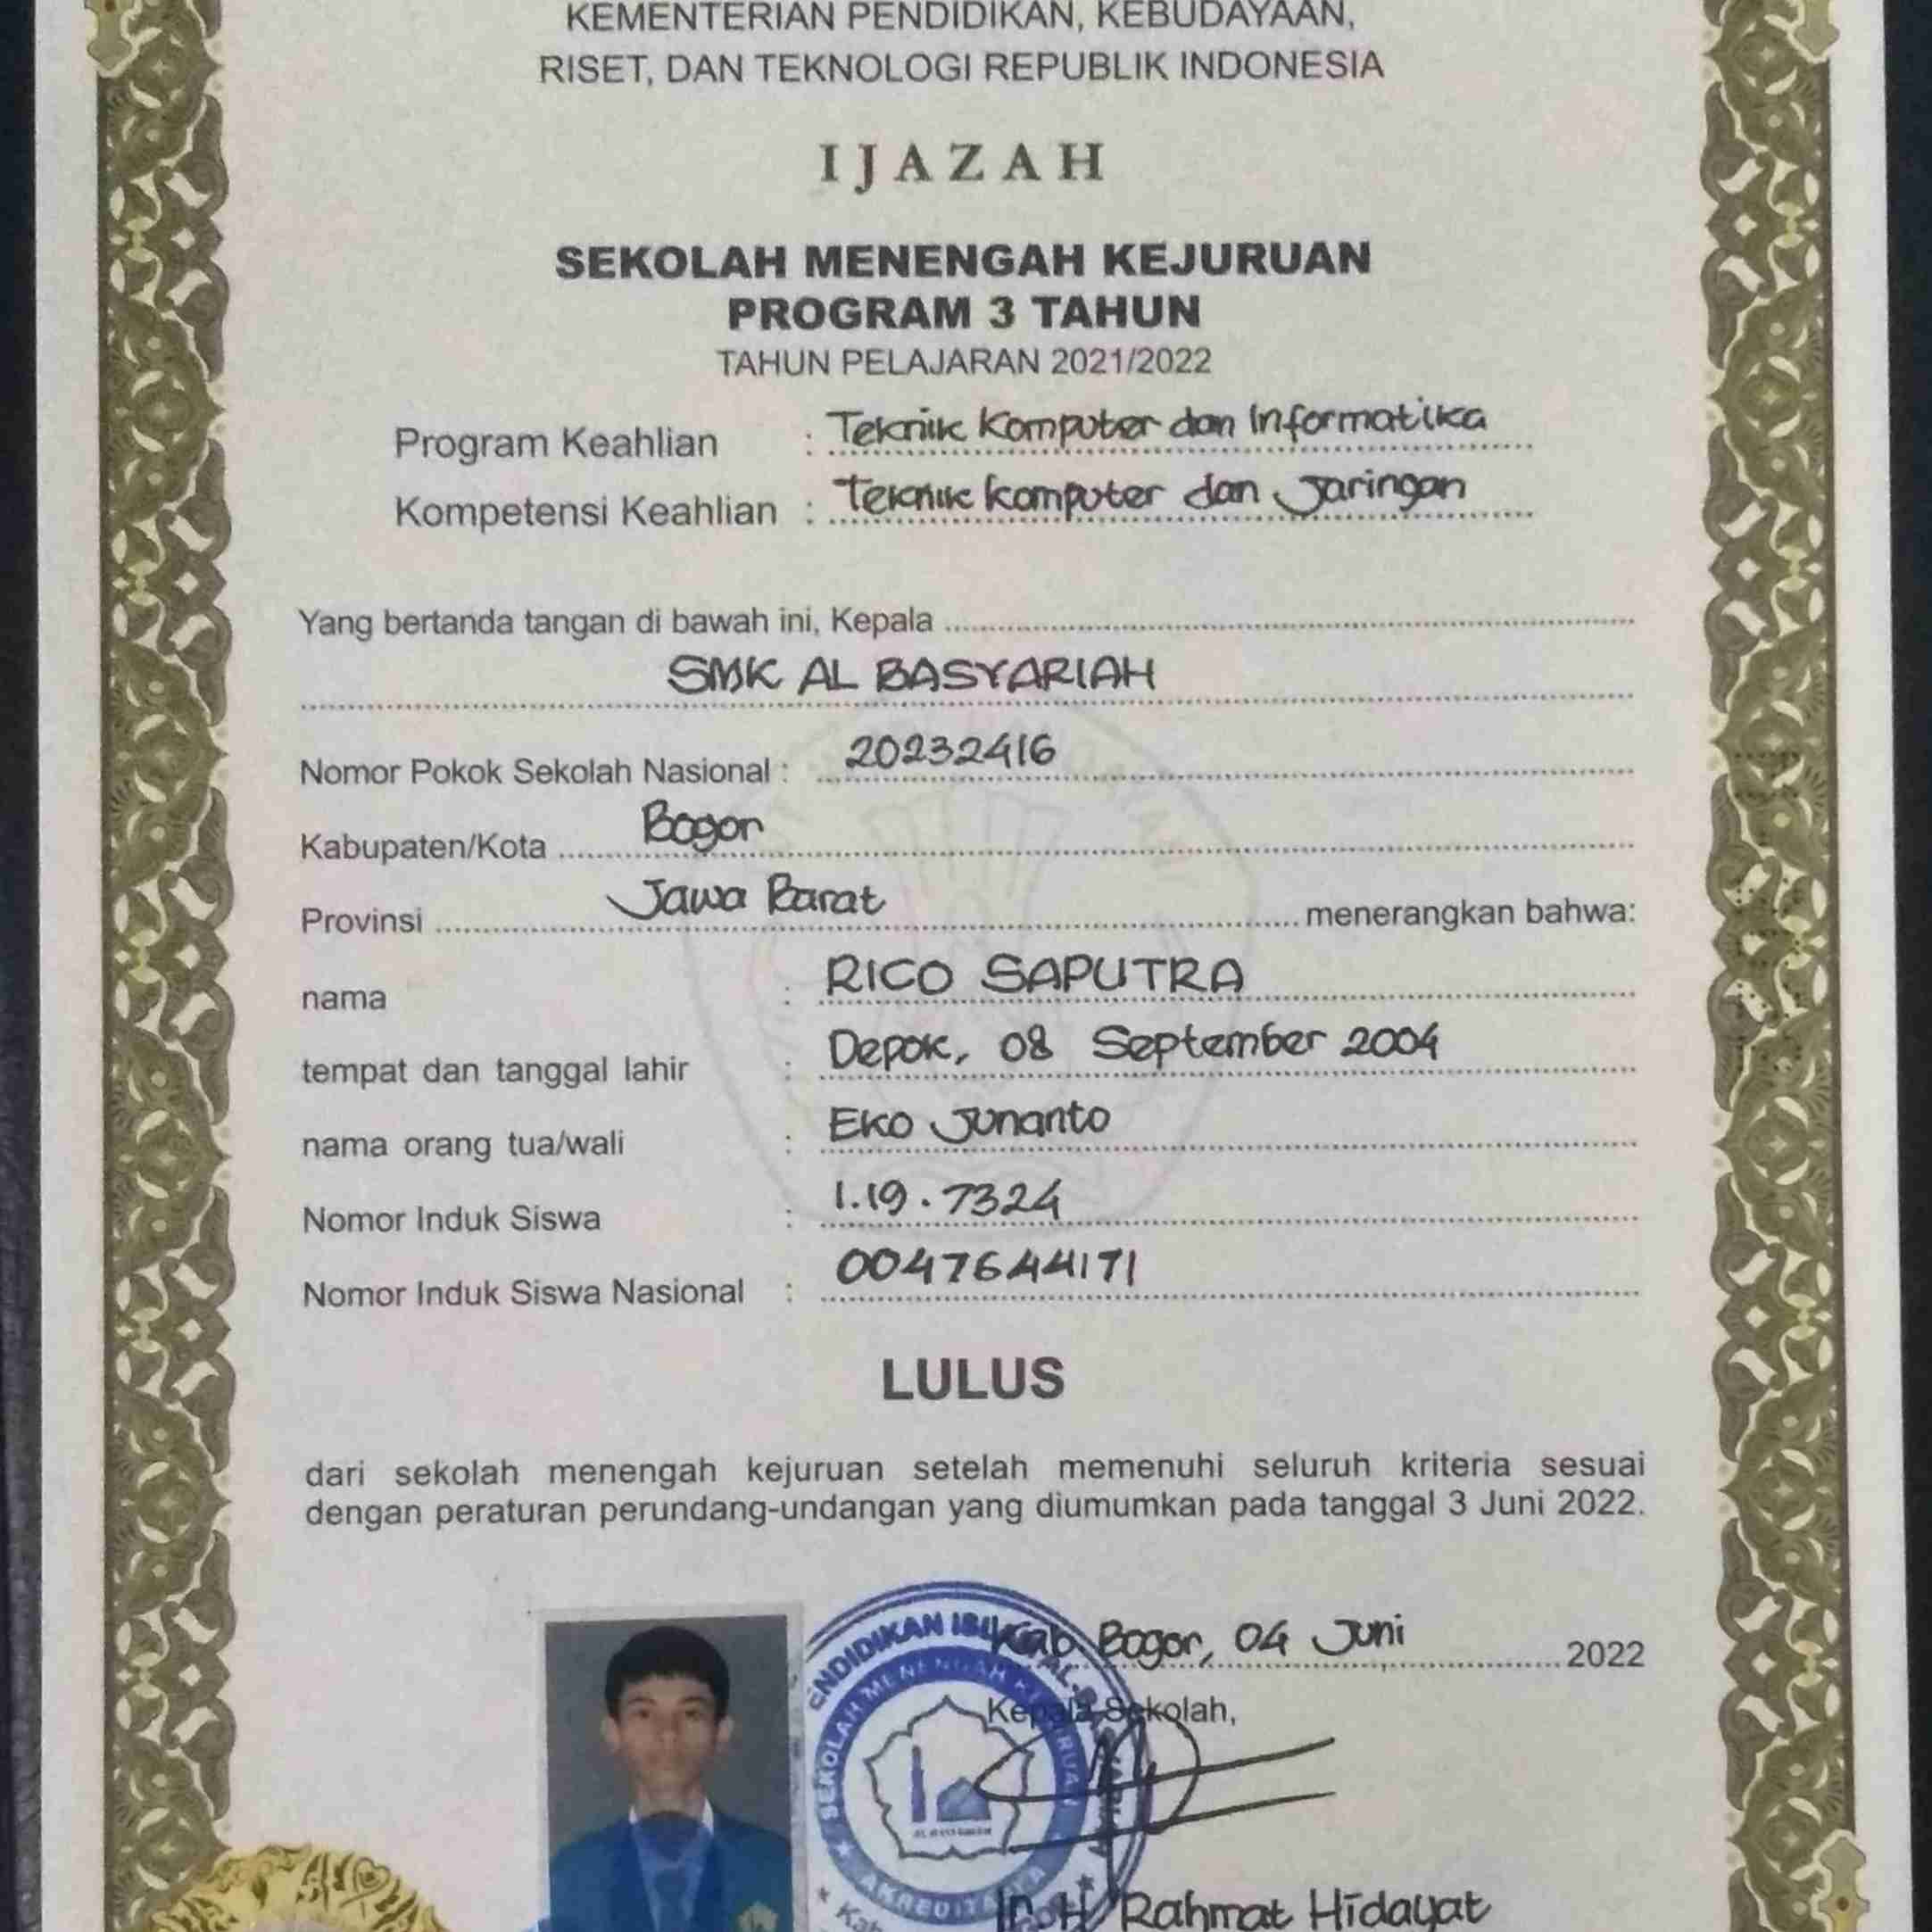 KEMENTERIAN PENDIDIKAN, KEBUDAYAAN,
RISET, DAN TEKNOLOGI REPUBLIK INDONESIA
IJAZAH
SEKOLAH MENENGAH KEJURUAN
PROGRAM 3 TAHUN
TAHUN PELAJARAN 2021/2022
Program Keahlian : Teknik Komputer dan Informatika
Kompetensi Keahlian : Teknik komputer dan Jaringan
Yang bertanda tangan di bawah ini, Kepala
SMK AL BASYARIAH
Nomor Pokok Sekolah Nasional : 20232416
Kabupaten/Kota Bogor
Provinsi Jawa Barat menerangkan bahwa:
nama : RICO SAPUTRA
tempat dan tanggal lahir : Depok, 08 September 2004
nama orang tua/wali : Eko Junanto
Nomor Induk Siswa : 1.19.7324
Nomor Induk Siswa Nasional : 0047644171
LULUS
dari sekolah menengah kejuruan setelah memenuhi seluruh kriteria sesuai
dengan peraturan perundang-undangan yang diumumkan pada tanggal 3 Juni 2022.
Kab. Bogor, 04 Juni 2022
Kepala Sekolah,
SEKOLAH MENENGAH KEJURUAN
Ir. H. Rahmat Hidayat